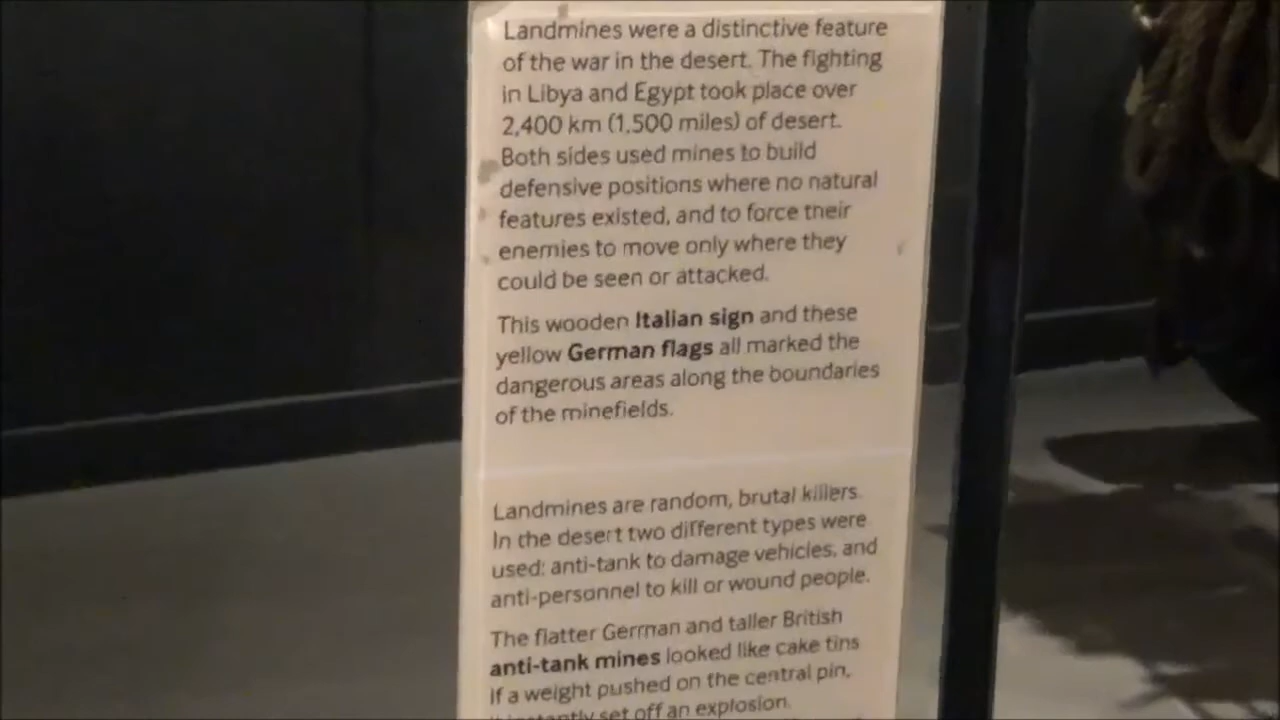 Landmines were a distinctive feature
of the war in the desert. The fighting
in Libya and Egypt took place over
2,400 km (1,500 miles) of desert.
Both sides used mines to build
defensive positions where no natural
features existed, and to force their
enemies to move only where they
could be seen or attacked.
This wooden Italian sign and these
yellow German flags all marked the
dangerous areas along the boundaries
of the minefields.
Landmines are random, brutal killers.
In the desert two different types were
used: anti-tank to damage vehicles, and
anti-personnel to kill or wound people.
The flatter German and taller British
anti-tank mines looked like cake tins
If a weight pushed on the central pin,
it instantly set off an explosion.